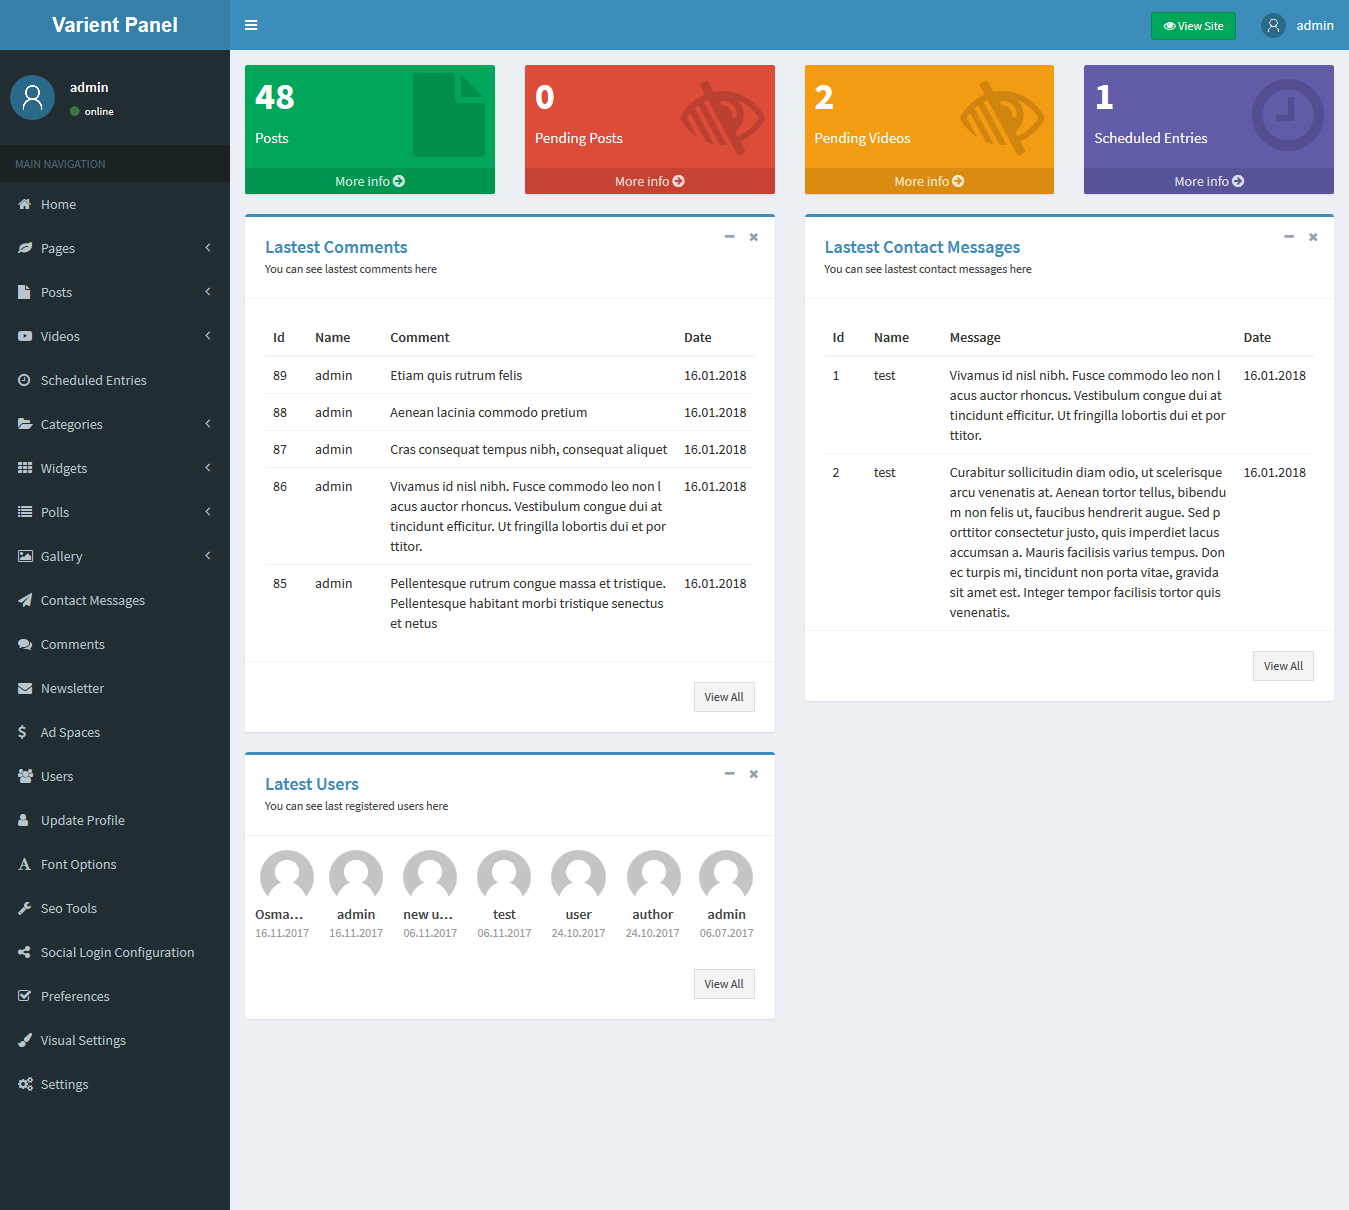 Varient Panel
View Site
admin
admin
online
MAIN NAVIGATION
Home
Pages
Posts
Videos
Scheduled Entries
Categories
Widgets
Polls
Gallery
Contact Messages
Comments
Newsletter
Ad Spaces
Users
Update Profile
Font Options
Seo Tools
Social Login Configuration
Preferences
Visual Settings
Settings
48
Posts
More info
0
Pending Posts
More info
2
Pending Videos
More info
1
Scheduled Entries
More info
Lastest Comments
You can see lastest comments here
Id Name Comment Date
89 admin Etiam quis rutrum felis 16.01.2018
88 admin Aenean lacinia commodo pretium 16.01.2018
87 admin Cras consequat tempus nibh, consequat aliquet 16.01.2018
86 admin Vivamus id nisl nibh. Fusce commodo leo non l 16.01.2018
acus auctor rhoncus. Vestibulum congue dui at
tincidunt efficitur. Ut fringilla lobortis dui et por
ttitor.
85 admin Pellentesque rutrum congue massa et tristique. 16.01.2018
Pellentesque habitant morbi tristique senectus
et netus
View All
Lastest Contact Messages
You can see lastest contact messages here
Id Name Message Date
1 test Vivamus id nisl nibh. Fusce commodo leo non l 16.01.2018
acus auctor rhoncus. Vestibulum congue dui at
tincidunt efficitur. Ut fringilla lobortis dui et por
ttitor.
2 test Curabitur sollicitudin diam odio, ut scelerisque 16.01.2018
arcu venenatis at. Aenean tortor tellus, bibendu
m non felis ut, faucibus hendrerit augue. Sed p
orttitor consectetur justo, quis imperdiet lacus
accumsan a. Mauris facilisis varius tempus. Don
ec turpis mi, tincidunt non porta vitae, gravida
sit amet est. Integer tempor facilisis tortor quis
venenatis.
View All
Latest Users
You can see last registered users here
Osma... admin new u... test user author admin
16.11.2017 16.11.2017 06.11.2017 06.11.2017 24.10.2017 24.10.2017 06.07.2017
View All